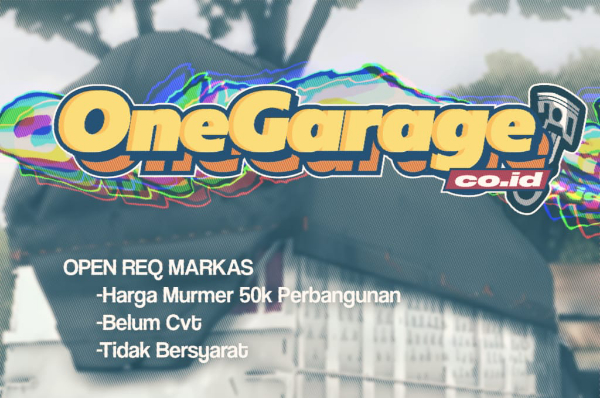 OneGarage
co.id
OPEN REQ MARKAS
-Harga Murmer 50k Perbangunan
-Belum Cvt
-Tidak Bersyarat